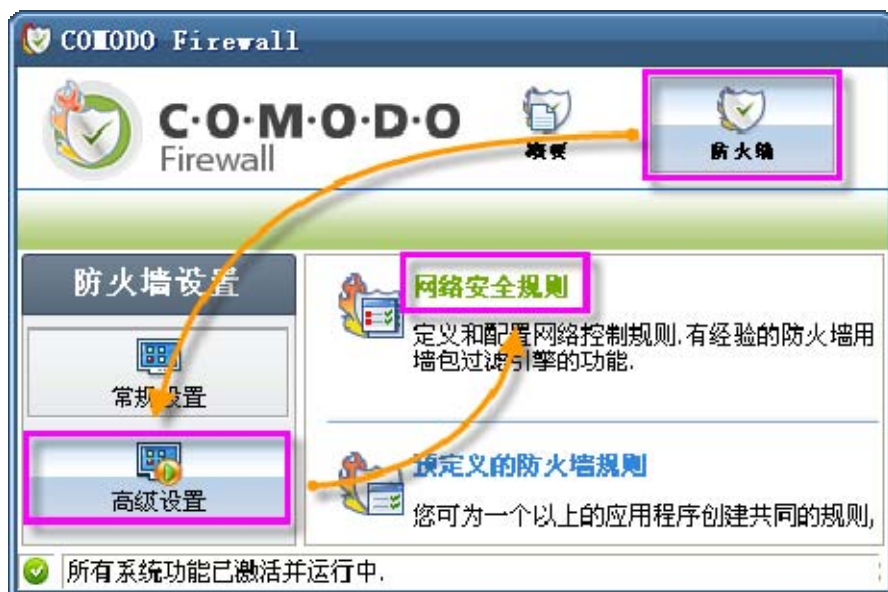 COMODO Firewall
C·O·M·O·D·O
Firewall
概要
防火墙
防火墙设置
常规设置
高级设置
网络安全规则
定义和配置网络控制规则.有经验的防火墙用
墙包过滤引擎的功能.
预定义的防火墙规则
您可为一个以上的应用程序创建共同的规则,
所有系统功能已激活并运行中.